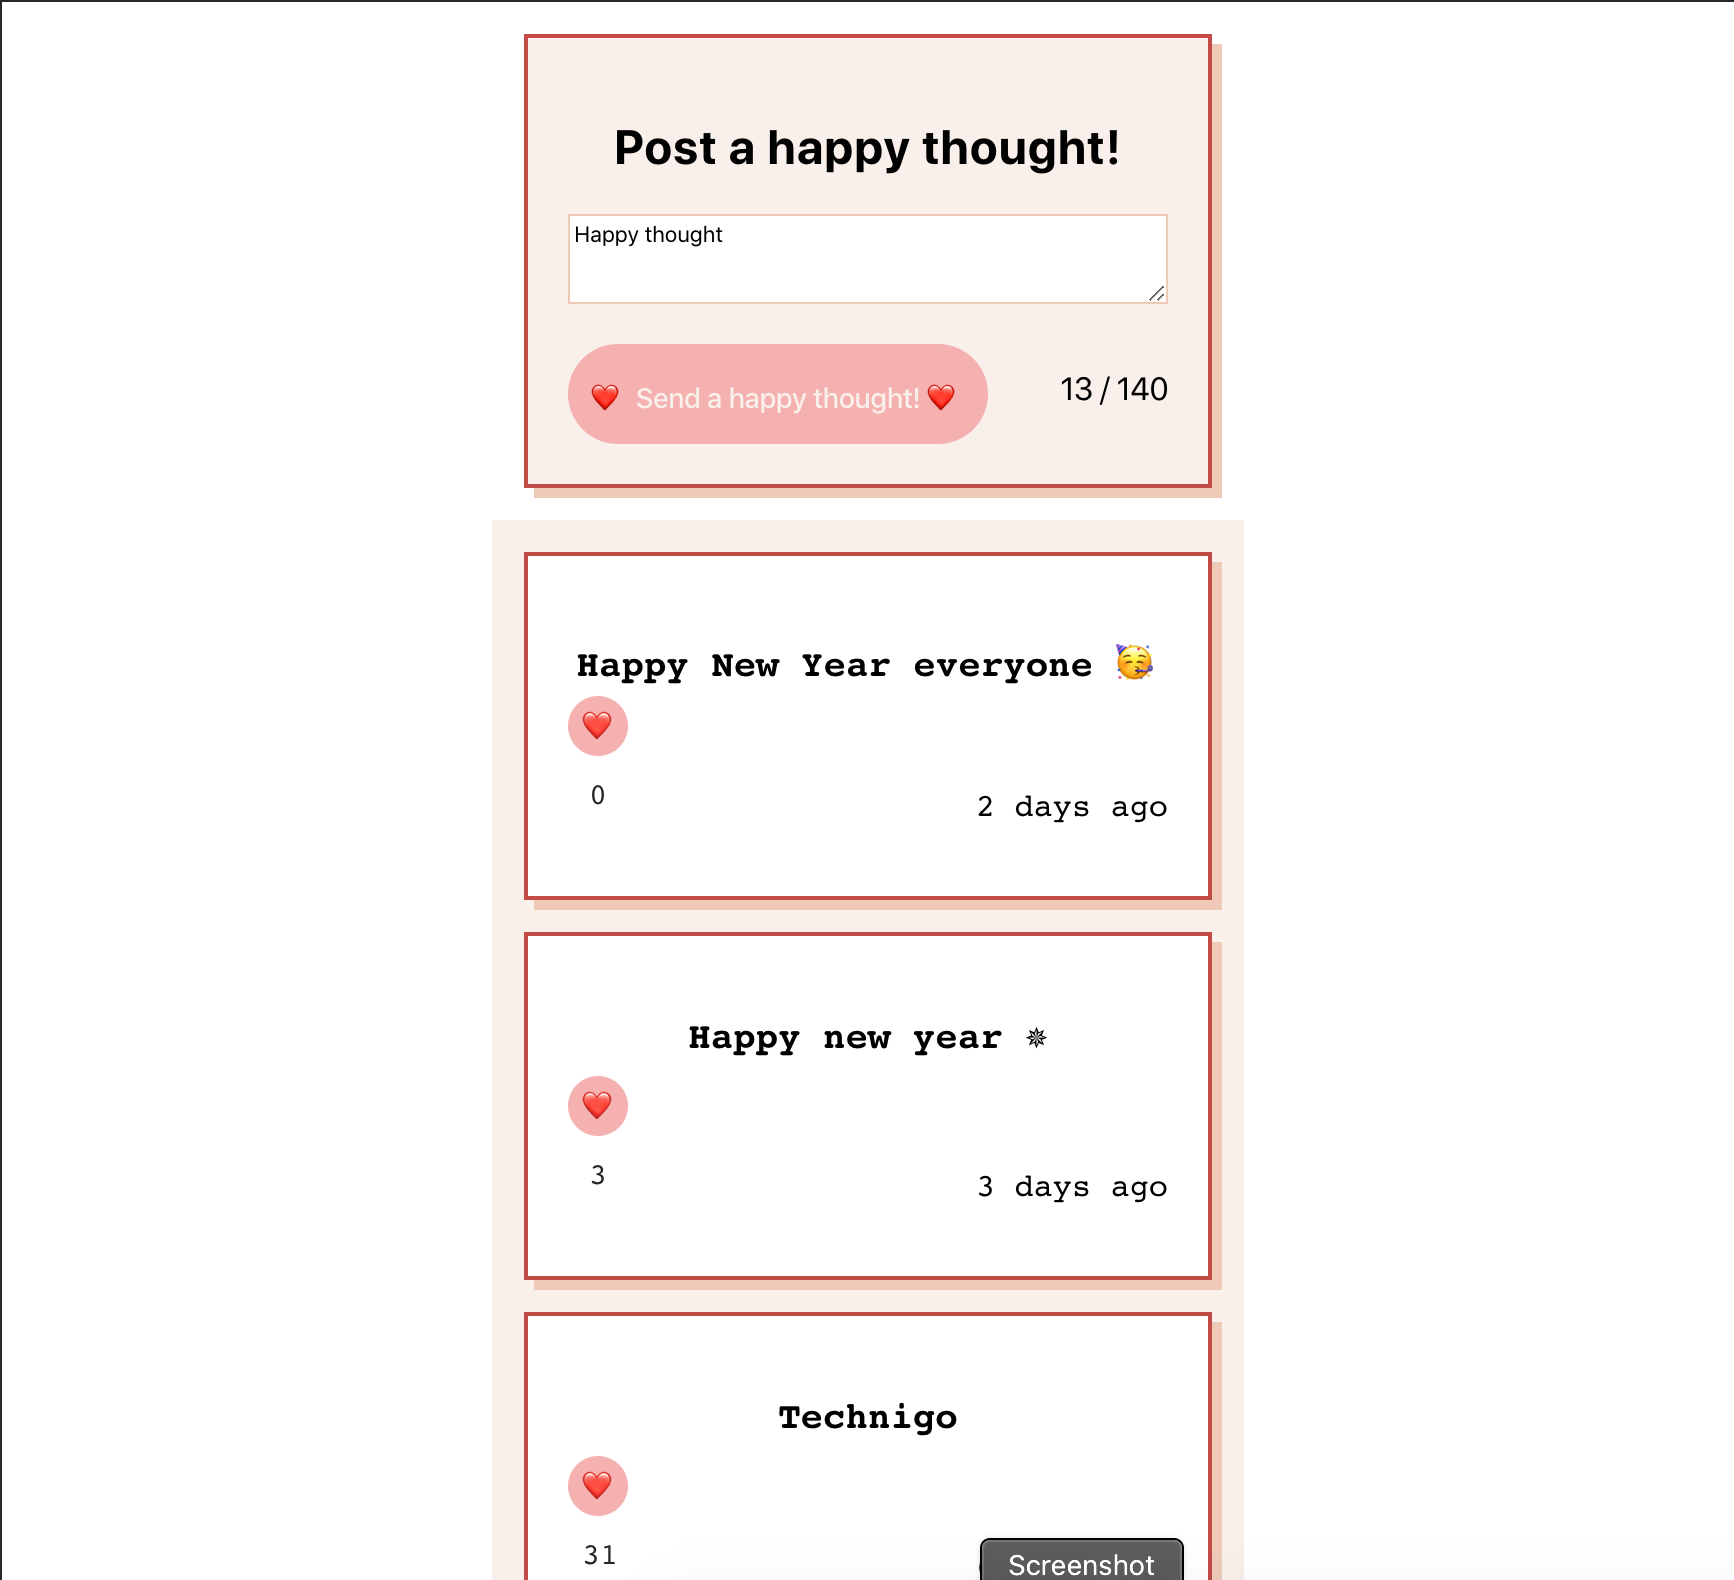 Post a happy thought!
Happy thought
❤️ Send a happy thought! ❤️
13 / 140
Happy New Year everyone 🥳
❤️
0
2 days ago
Happy new year ✵
❤️
3
3 days ago
Technigo
❤️
31
Screenshot